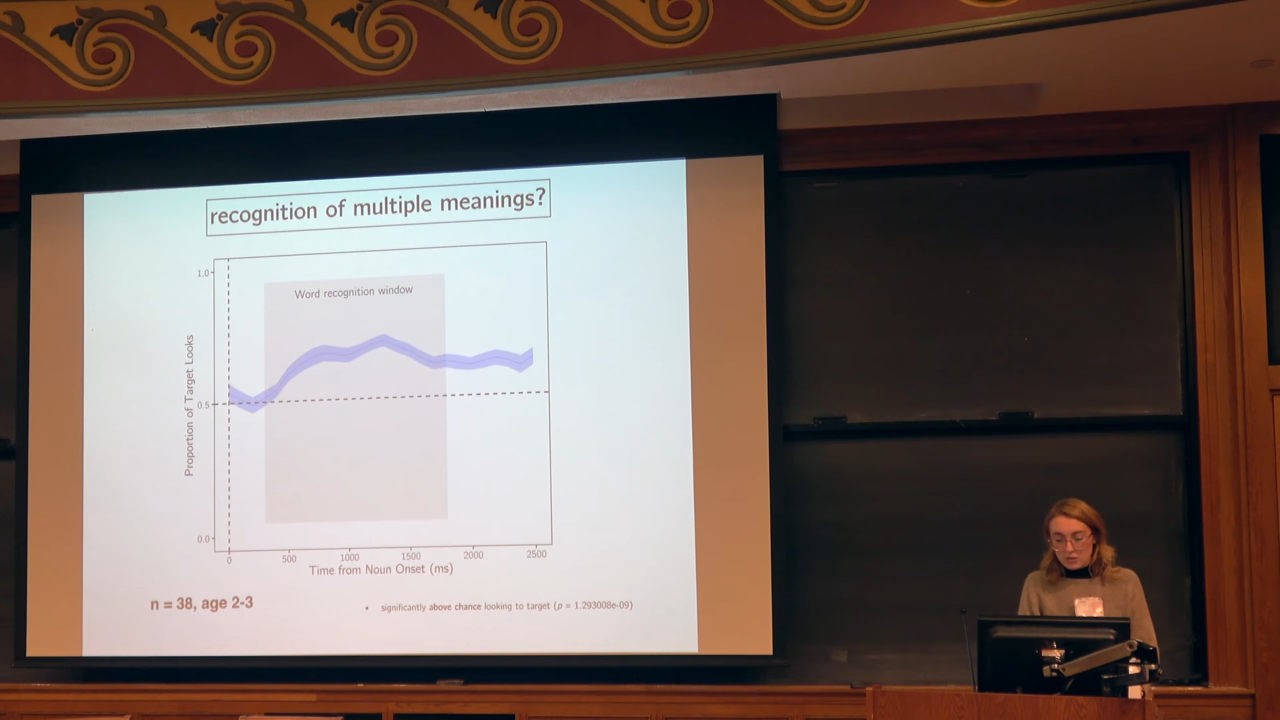 recognition of multiple meanings?
1.0
Word recognition window
Proportion of Target Looks
0.5
0.0
0 500 1000 1500 2000 2500
Time from Noun Onset (ms)
n = 38, age 2-3
• significantly above chance looking to target (p = 1.293008e-09)